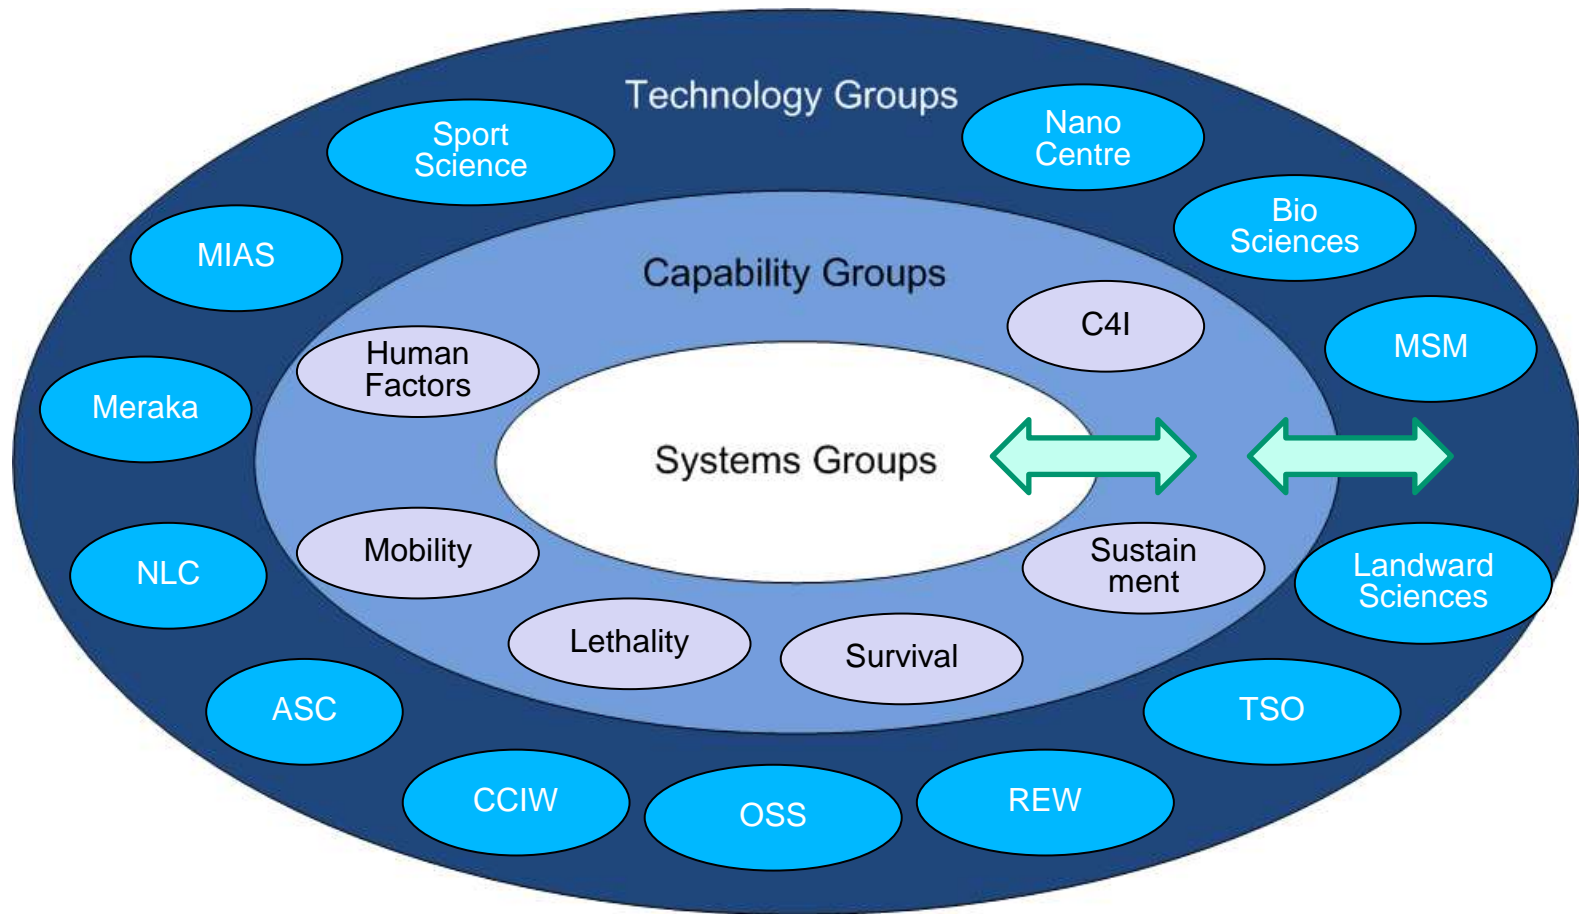 Technology Groups
Sport
Science
Nano
Centre
Bio
Sciences
MIAS
Capability Groups
C4I
MSM
Human
Factors
Meraka
Systems Groups
Mobility
Sustain
ment
NLC
Landward
Sciences
Lethality
Survival
ASC
TSO
CCIW
OSS
REW